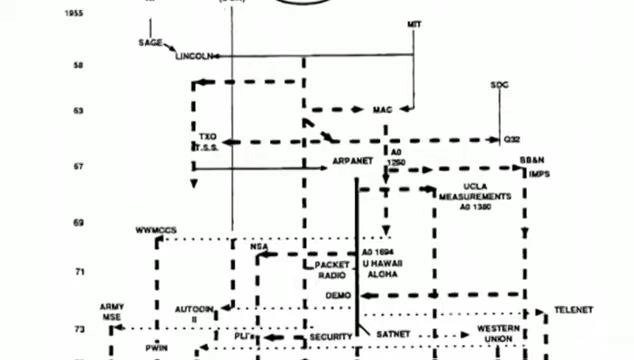 1955
MIT
SAGE
LINCOLN
58
SDC
63
MAC
TXO
T.S.S.
Q32
A0
1250
67
ARPANET
BB&N
IMPS
UCLA
MEASUREMENTS
A0 1380
69
WWMCCS
NSA
A0 1694
U HAWAII
ALOHA
PACKET
RADIO
71
DEMO
ARMY
MSE
AUTODIN
II
TELENET
73
PLI's
SECURITY
SATNET
WESTERN
UNION
PWIN